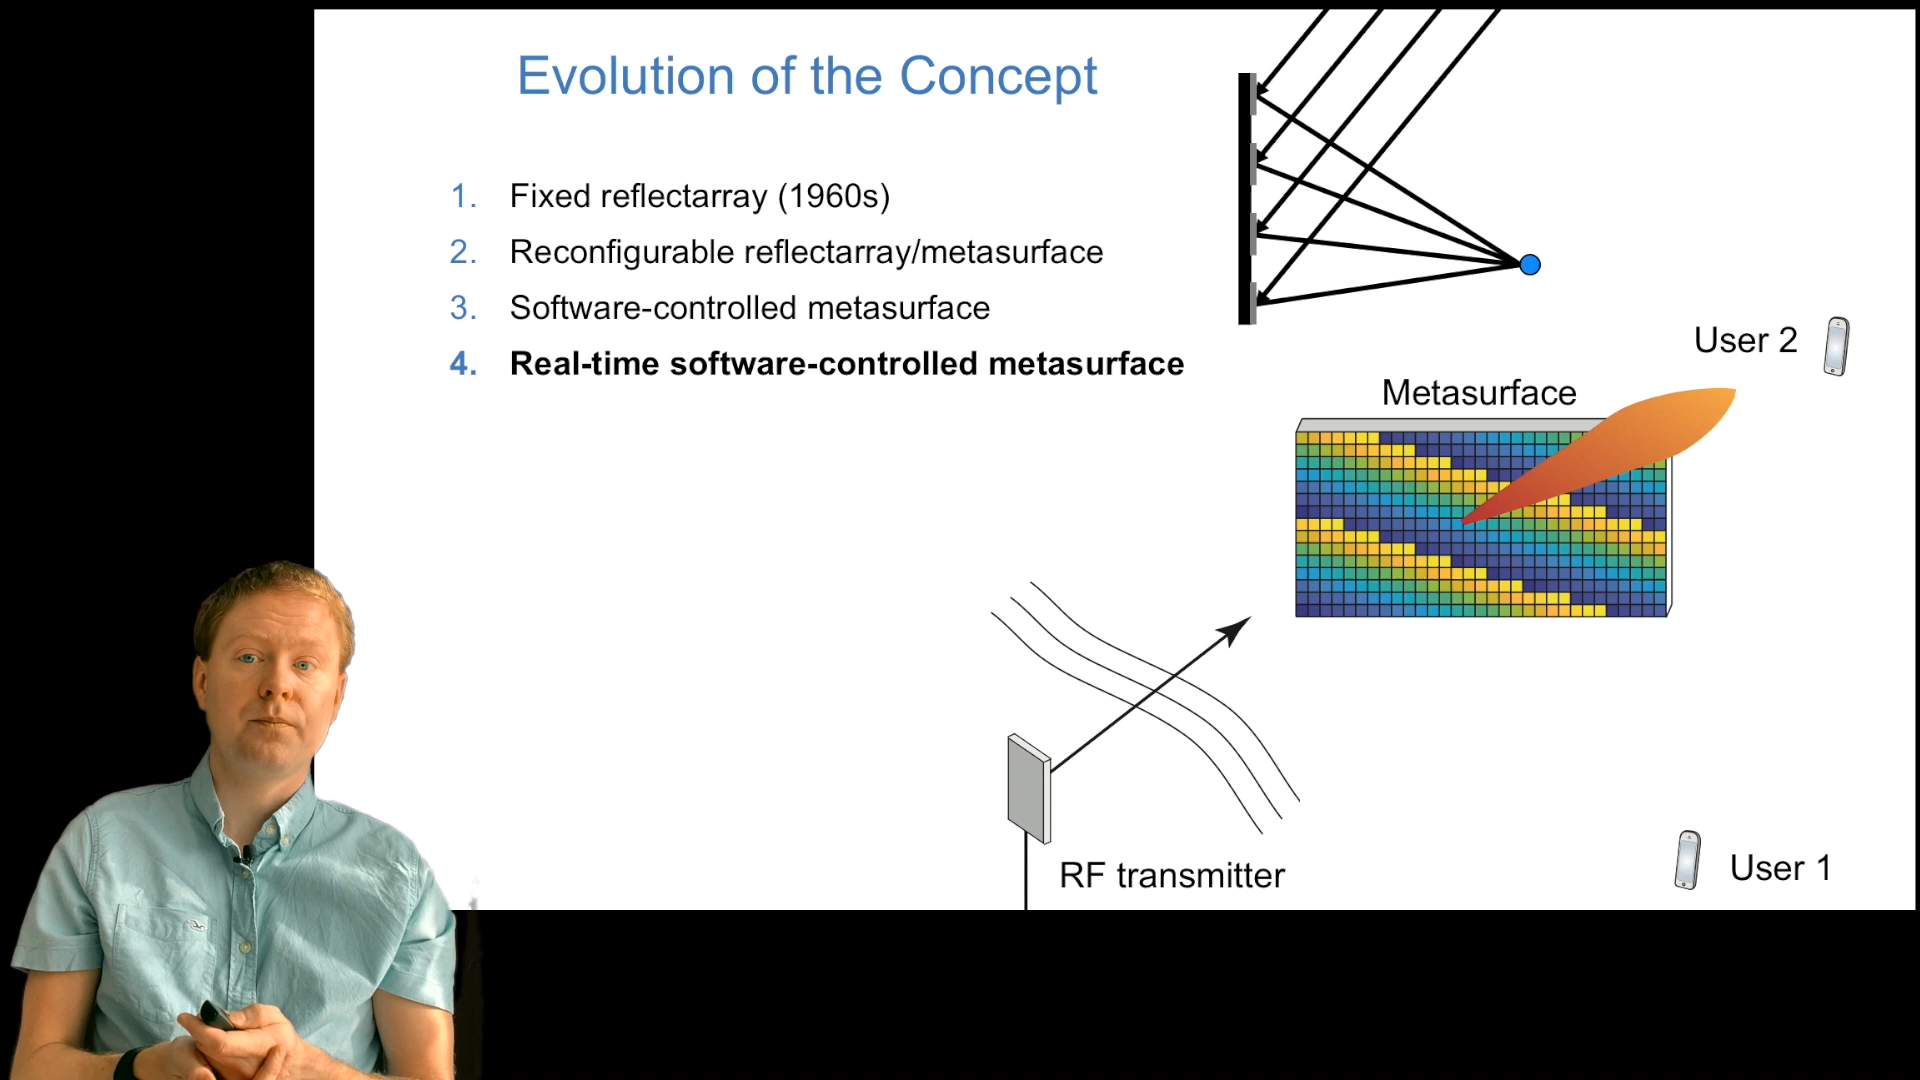 Evolution of the Concept
1. Fixed reflectarray (1960s)
2. Reconfigurable reflectarray/metasurface
3. Software-controlled metasurface
4. Real-time software-controlled metasurface
User 2
Metasurface
RF transmitter
User 1